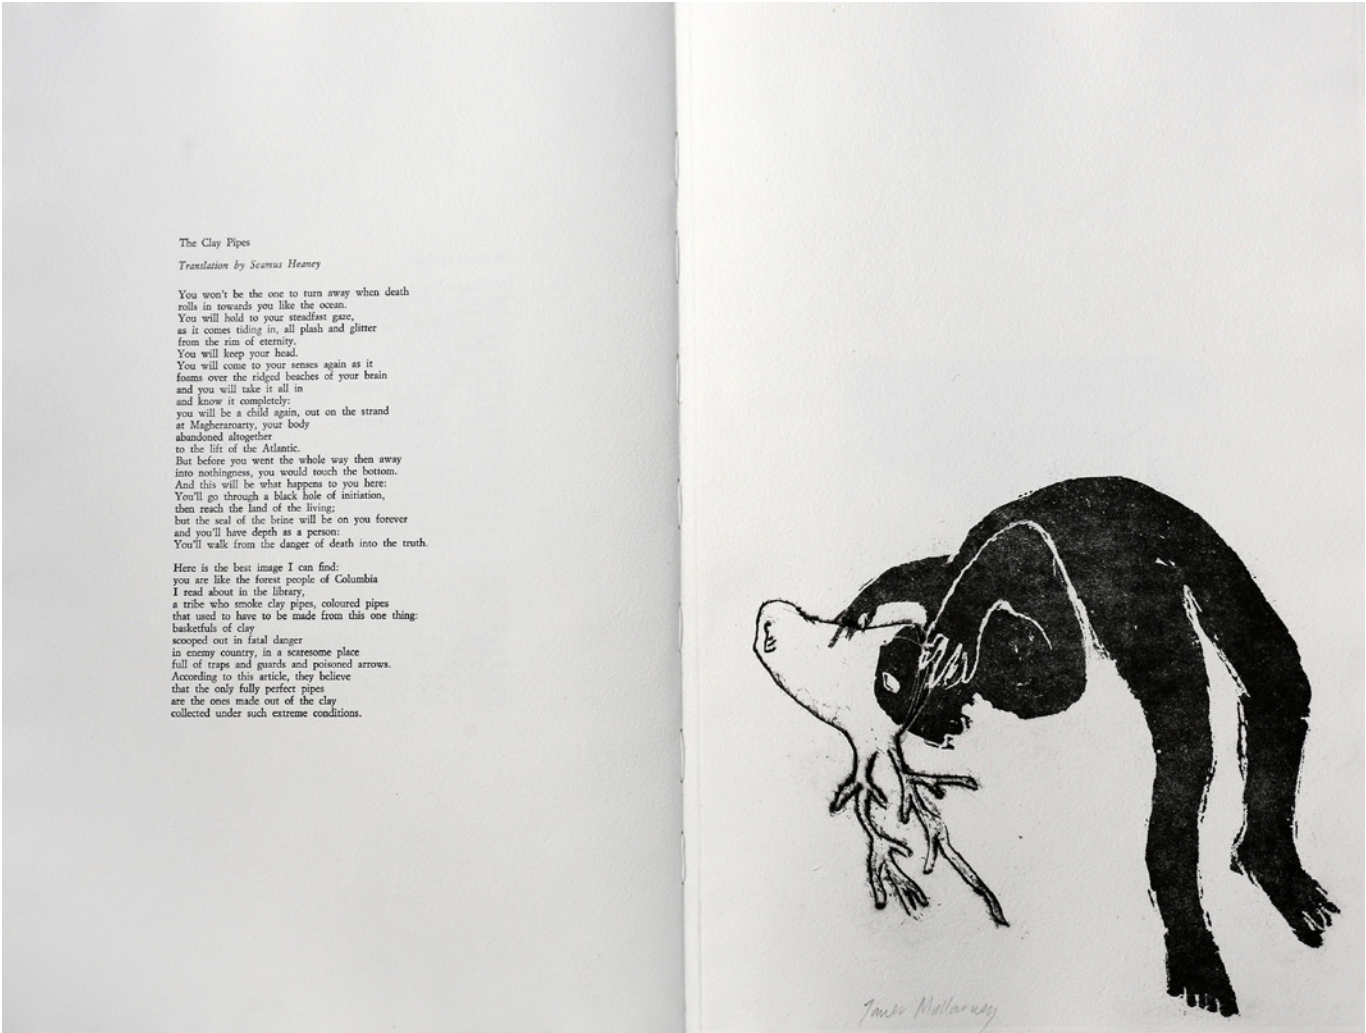 The Clay Pipes
Translation by Seamus Heaney
You won't be the one to turn away when death
rolls in towards you like the ocean.
You will hold to your steadfast gaze,
as it comes tiding in, all plash and glitter
from the rim of eternity.
You will keep your head.
You will come to your senses again as it
foams over the ridged beaches of your brain
and you will take it all in
and know it completely:
you will be a child again, out on the strand
at Magheraroarty, your body
abandoned altogether
to the lift of the Atlantic.
But before you went the whole way then away
into nothingness, you would touch the bottom.
And this will be what happens to you here:
You'll go through a black hole of initiation,
then reach the land of the living;
but the seal of the brine will be on you forever
and you'll have depth as a person:
You'll walk from the danger of death into the truth.
Here is the best image I can find:
you are like the forest people of Columbia
I read about in the library,
a tribe who smoke clay pipes, coloured pipes
that used to have to be made from this one thing:
basketfuls of clay
scooped out in fatal danger
in enemy country, in a scaresome place
full of traps and guards and poisoned arrows.
According to this article, they believe
that the only fully perfect pipes
are the ones made out of the clay
collected under such extreme conditions.